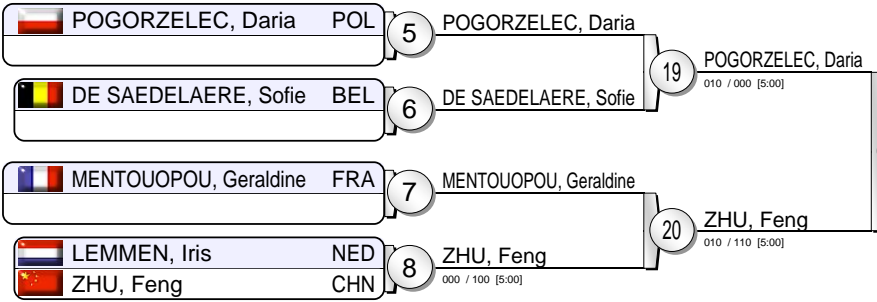 POGORZELEC, Daria POL
5
POGORZELEC, Daria
DE SAEDELAERE, Sofie BEL
6
DE SAEDELAERE, Sofie
19
POGORZELEC, Daria
010 / 000 [5:00]
MENTOUOPOU, Geraldine FRA
7
MENTOUOPOU, Geraldine
LEMMEN, Iris NED
ZHU, Feng CHN
8
ZHU, Feng
000 / 100 [5:00]
20
ZHU, Feng
010 / 110 [5:00]